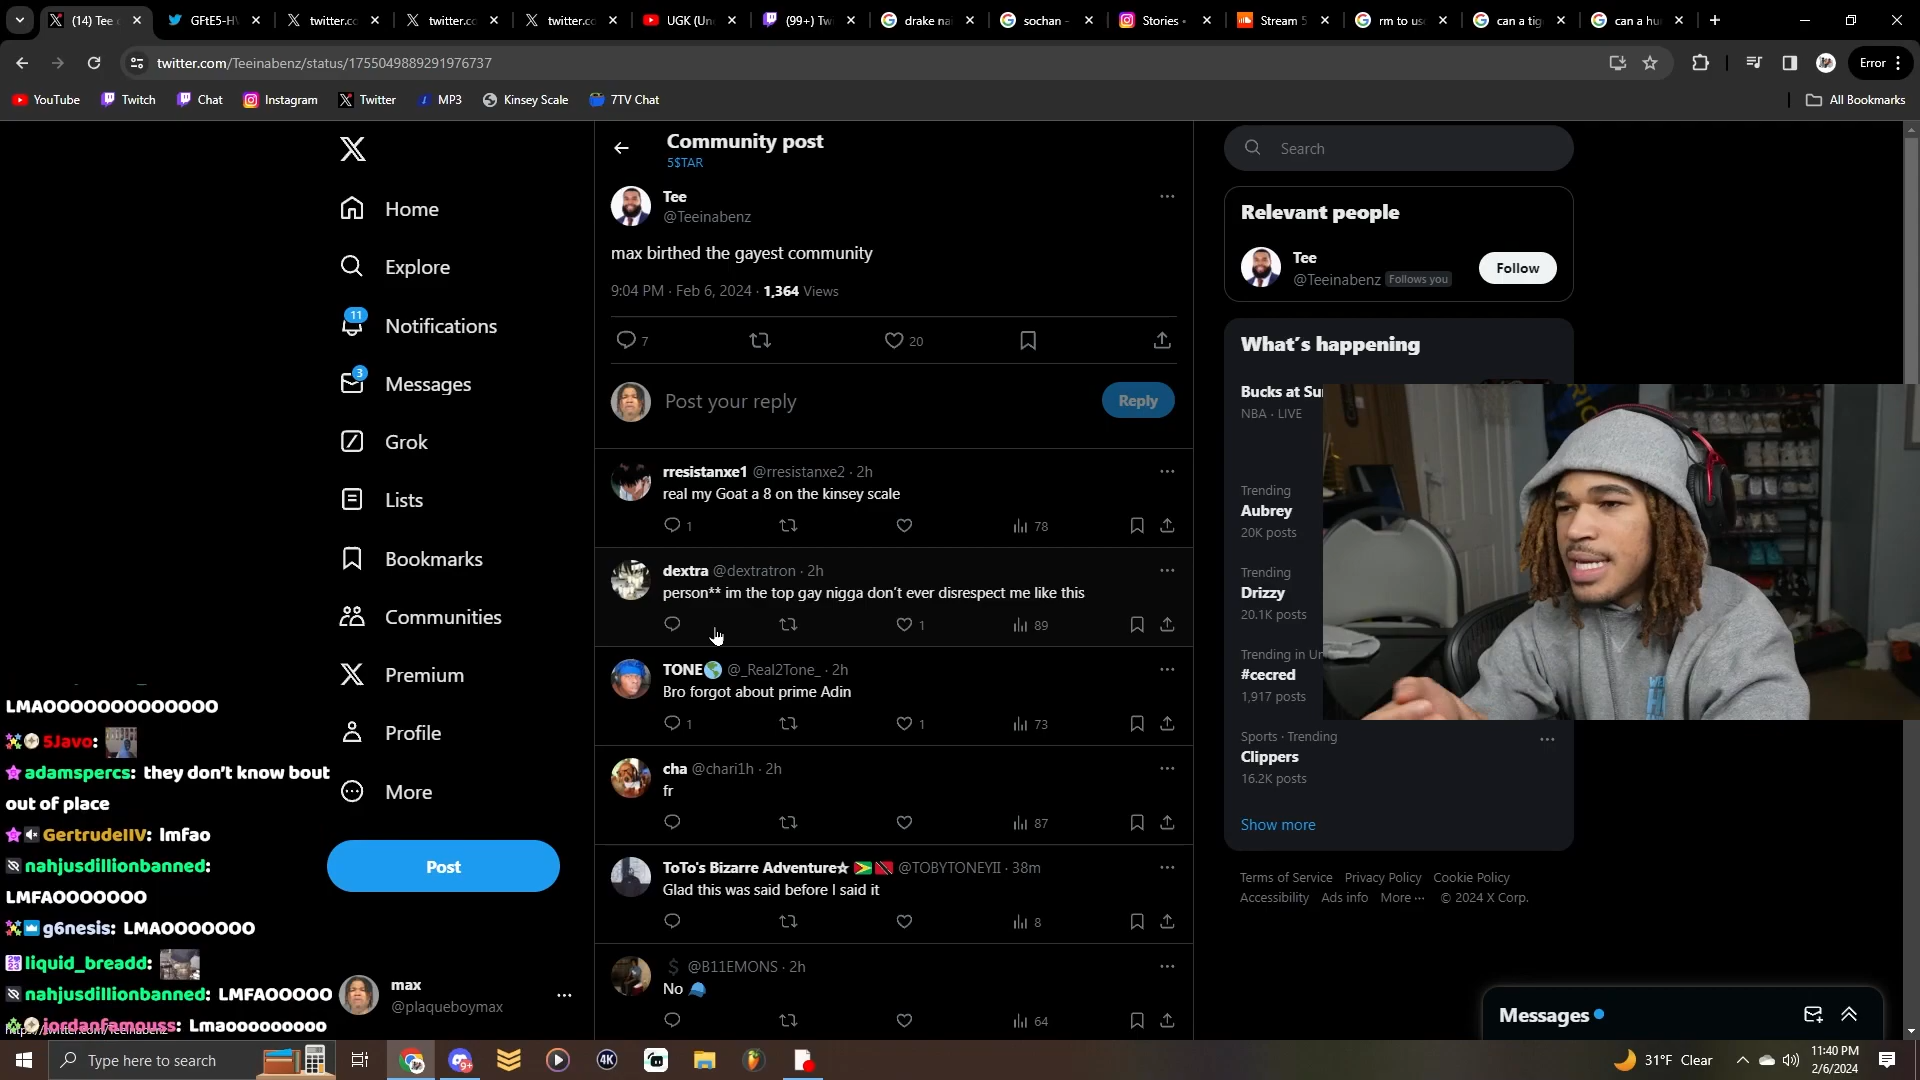 (14) Tee
GFtE5-H
twitter.c
twitter.c
twitter.c
UGK (Un
(99+) Tw
drake na
sochan -
Stories •
Stream 5
rm to us
can a tig
can a hu
twitter.com/Teeinabenz/status/1755049889291976737
Error
YouTube
Twitch
Chat
Instagram
Twitter
MP3
Kinsey Scale
7TV Chat
All Bookmarks
Home
Explore
11
Notifications
3
Messages
Grok
Lists
Bookmarks
Communities
Premium
Profile
More
Post
max
@plaqueboymax
Community post
5$TAR
Tee
@Teeinabenz
max birthed the gayest community
9:04 PM · Feb 6, 2024 · 1,364 Views
7
20
Post your reply
Reply
rresistanxe1 @rresistanxe2 · 2h
real my Goat a 8 on the kinsey scale
1
78
dextra @dextratron · 2h
person** im the top gay nigga don't ever disrespect me like this
1
89
TONE🌎 @_Real2Tone_ · 2h
Bro forgot about prime Adin
1
1
73
cha @chari1h · 2h
fr
87
ToTo's Bizarre Adventure☆ 🇬🇾🇹🇹 @TOBYTONEYII · 38m
Glad this was said before I said it
8
$ @B11EMONS · 2h
No 🧢
64
Search
Relevant people
Tee
@Teeinabenz Follows you
Follow
What's happening
Bucks at Su
NBA · LIVE
Trending
Aubrey
20K posts
Trending
Drizzy
20.1K posts
Trending in Un
#cecred
1,917 posts
Sports · Trending
Clippers
16.2K posts
Show more
Terms of Service Privacy Policy Cookie Policy
Accessibility Ads info More ··· © 2024 X Corp.
Messages
LMAOOOOOOOOOOOOO
5Javo:
adamspercs: they don't know bout
out of place
GertrudeIIV: lmfao
nahjusdillionbanned:
LMFAOOOOOOO
g6nesis: LMAOOOOOOO
liquid_breadd:
nahjusdillionbanned: LMFAOOOOO
jordanfamouss: Lmaooooooooo
https://twitter.com/Teeinabenz
Type here to search
31°F Clear
11:40 PM
2/6/2024